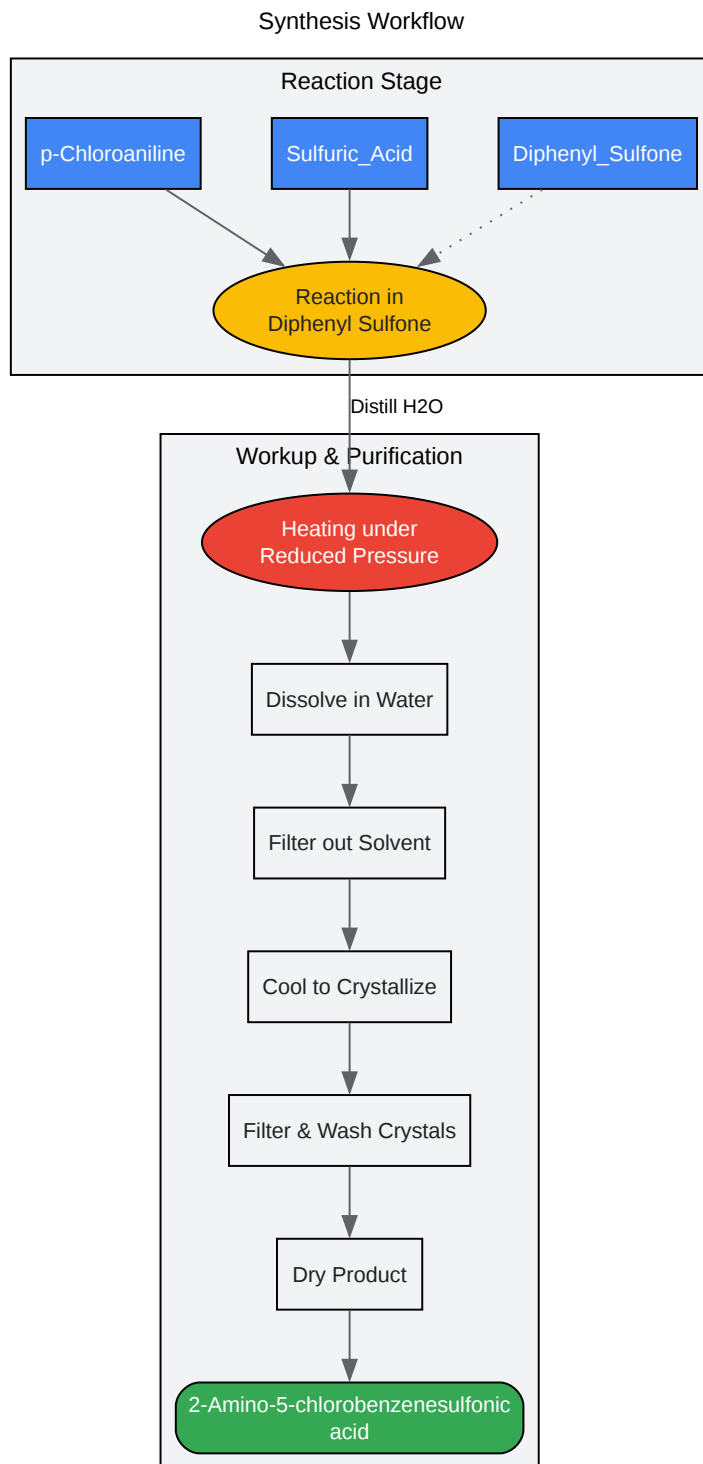 Synthesis Workflow
Reaction Stage
p-Chloroaniline
Sulfuric_Acid
Diphenyl_Sulfone
Reaction in
Diphenyl Sulfone
Distill H2O
Workup & Purification
Heating under
Reduced Pressure
Dissolve in Water
Filter out Solvent
Cool to Crystallize
Filter & Wash Crystals
Dry Product
2-Amino-5-chlorobenzenesulfonic
acid